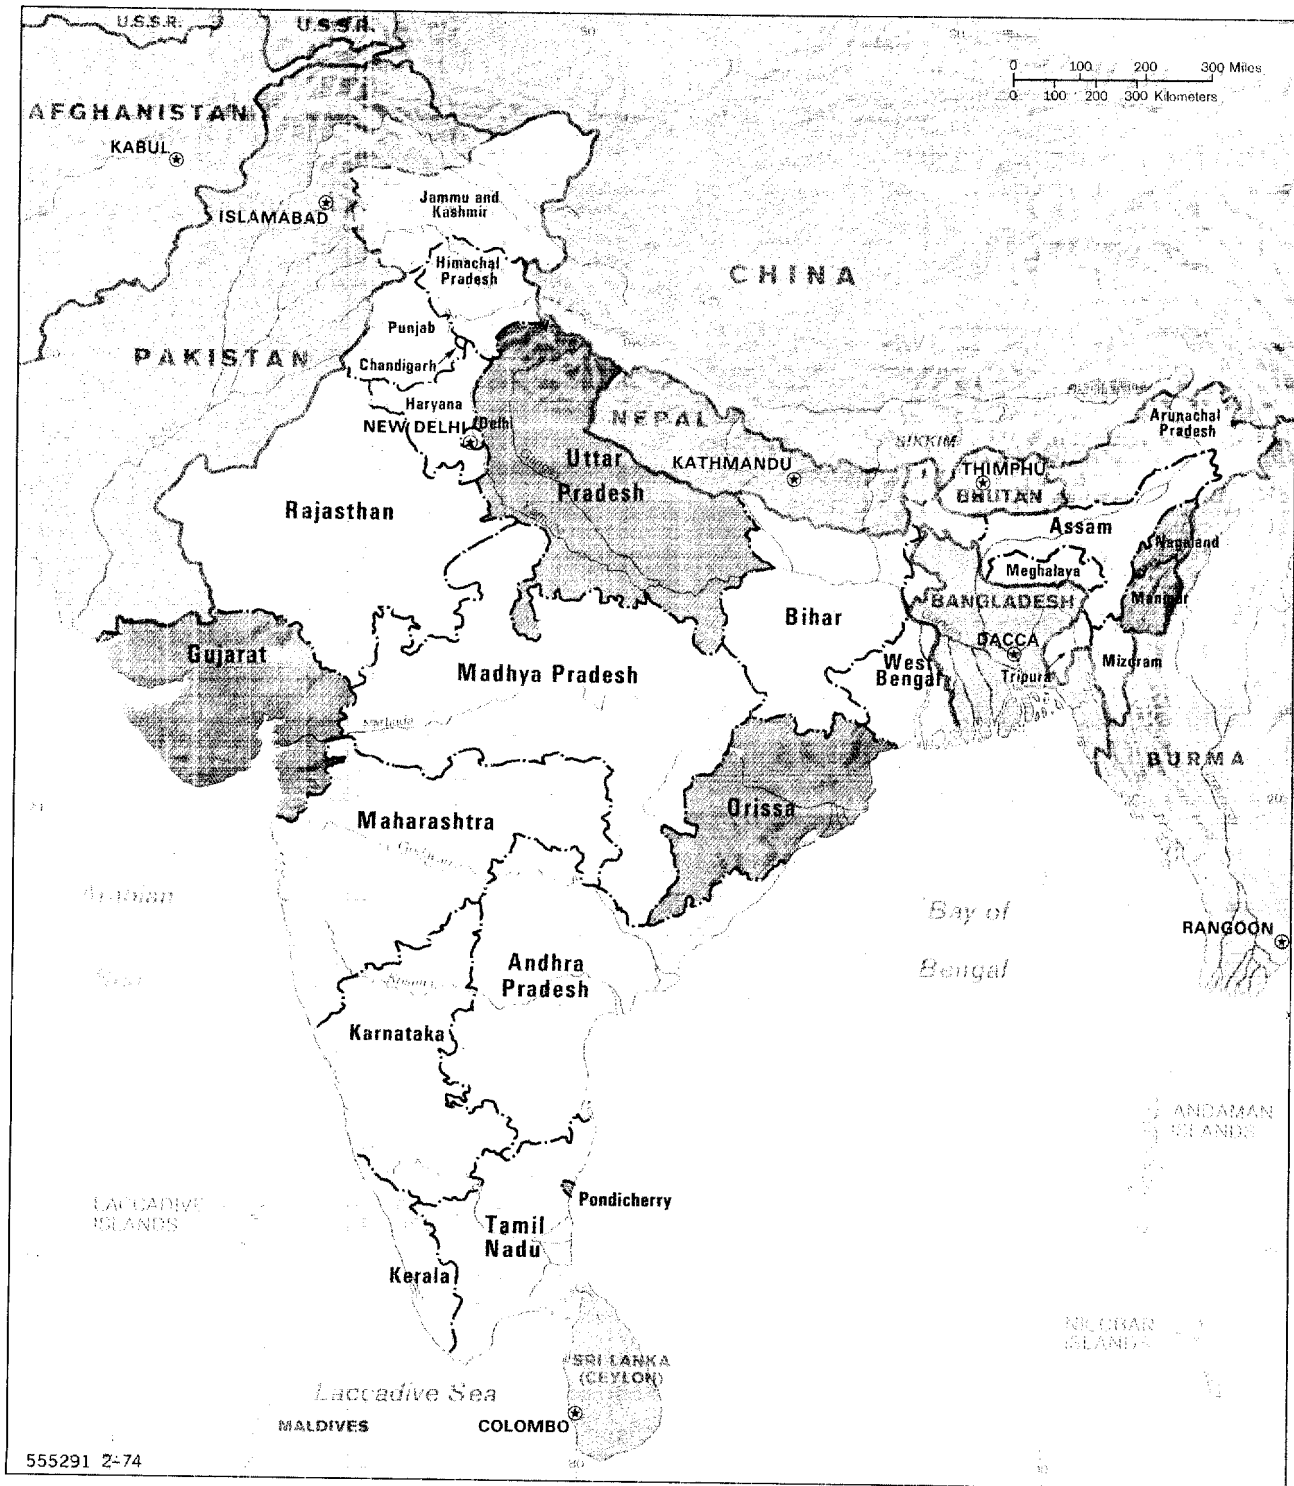 U.S.S.R.
U.S.S.R.
0 100 200 300 Miles
0 100 200 300 Kilometers
AFGHANISTAN
KABUL
ISLAMABAD
Jammu and
Kashmir
Himachal
Pradesh
CHINA
Punjab
PAKISTAN
Chandigarh
Haryana
NEW DELHI
Delhi
NEPAL
KATHMANDU
SIKKIM
Arunachal
Pradesh
THIMPHU
BHUTAN
Uttar
Pradesh
Rajasthan
Assam
Nagaland
Meghalaya
Manipur
BANGLADESH
Bihar
DACCA
Gujarat
Madhya Pradesh
West
Bengal
Tripura
Mizoram
Narbada
BURMA
Orissa
20
Maharashtra
Arabian
Bay of
Bengal
RANGOON
Andhra
Pradesh
Karnataka
ANDAMAN
ISLANDS
LACCADIVE
ISLANDS
Pondicherry
Tamil
Nadu
Kerala
NICOBAR
ISLANDS
SRI LANKA
(CEYLON)
Laccadive Sea
MALDIVES
COLOMBO
555291 2-74
80